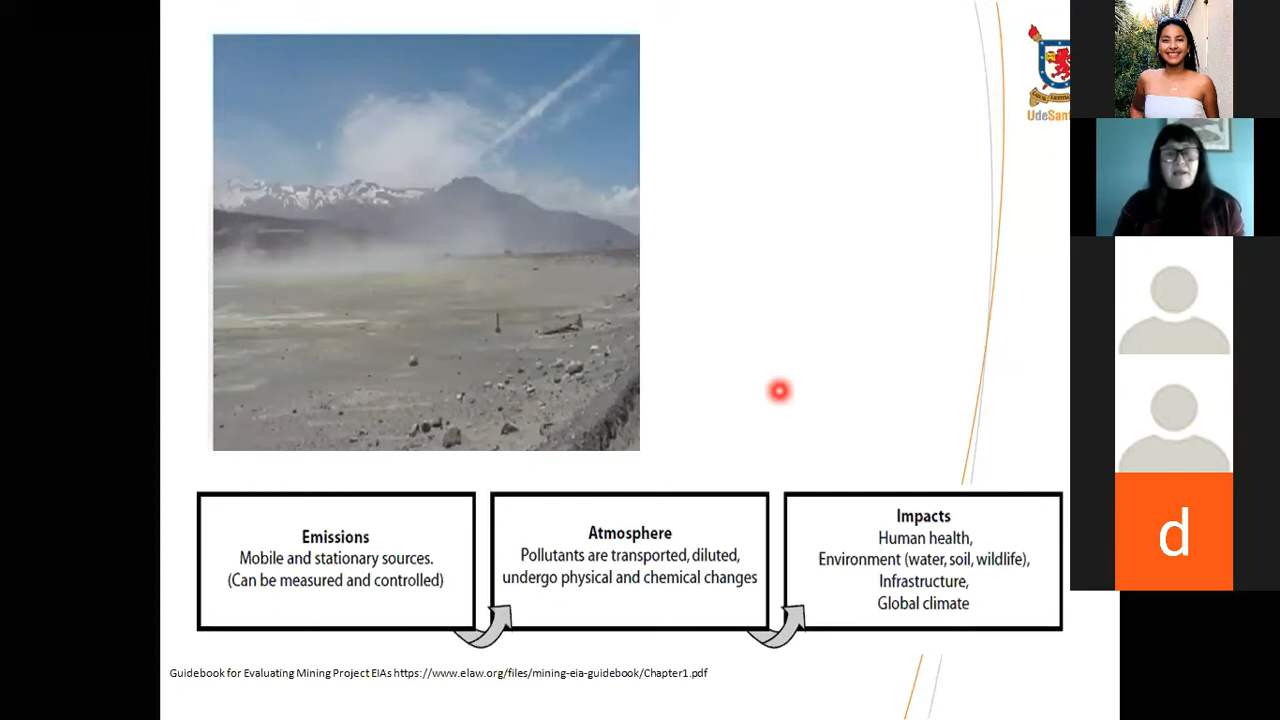 UdeSant
Emissions
Mobile and stationary sources.
(Can be measured and controlled)
Atmosphere
Pollutants are transported, diluted,
undergo physical and chemical changes
Impacts
Human health,
Environment (water, soil, wildlife),
Infrastructure,
Global climate
Guidebook for Evaluating Mining Project EIAs https://www.elaw.org/files/mining-eia-guidebook/Chapter1.pdf
d